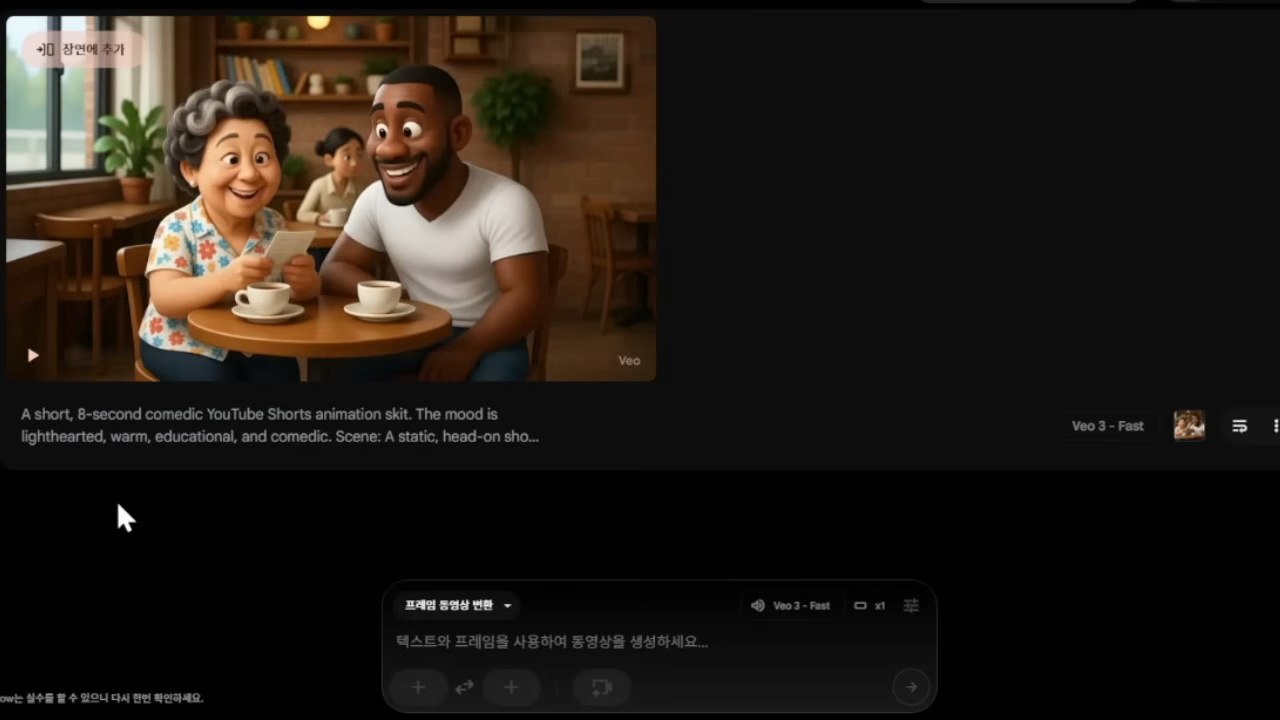 장면에 추가
Veo
A short, 8-second comedic YouTube Shorts animation skit. The mood is
lighthearted, warm, educational, and comedic. Scene: A static, head-on sho...
Veo 3 - Fast
프레임 동영상 변환
Veo 3 - Fast
x1
텍스트와 프레임을 사용하여 동영상을 생성하세요...
ow는 실수를 할 수 있으니 다시 한번 확인하세요.